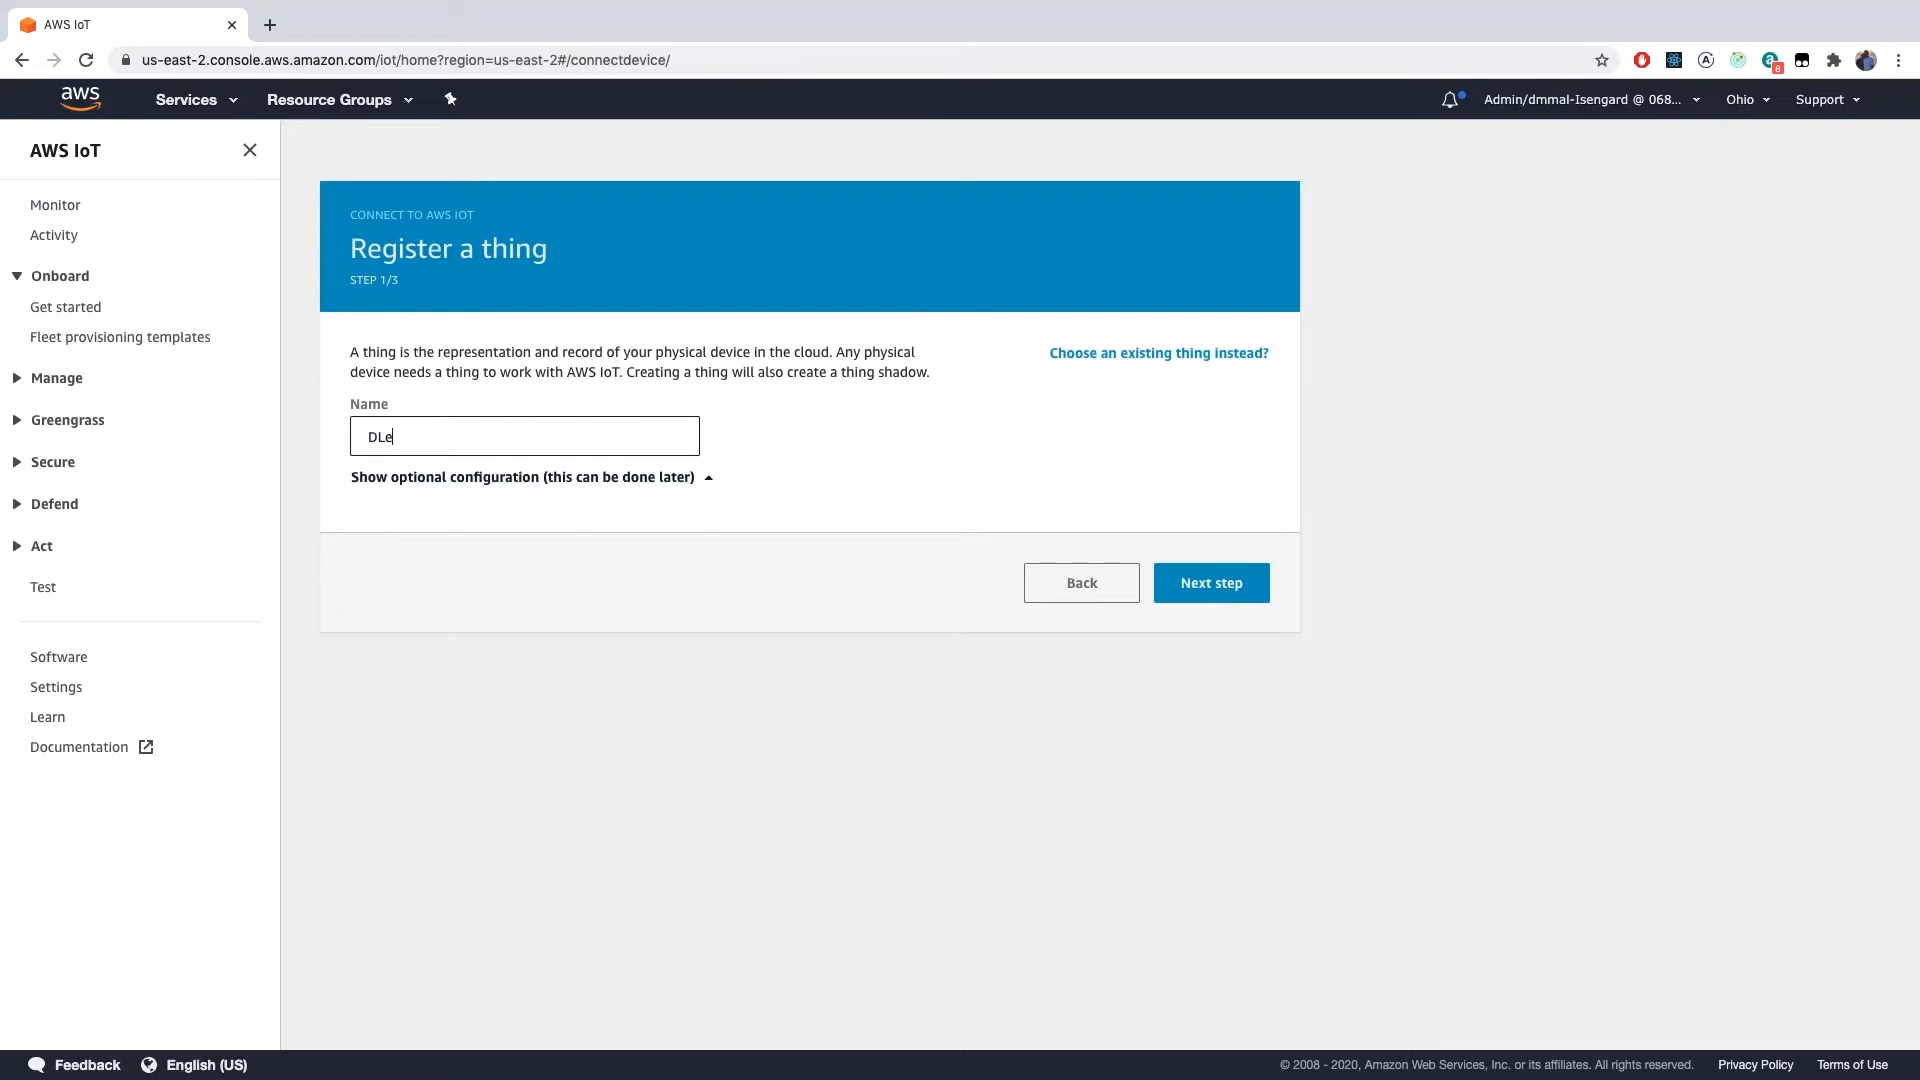 AWS IoT
us-east-2.console.aws.amazon.com/iot/home?region=us-east-2#/connectdevice/
8
aws
Services
Resource Groups
Admin/dmmal-Isengard @ 068...
Ohio
Support
AWS IoT
Monitor
Activity
Onboard
Get started
Fleet provisioning templates
Manage
Greengrass
Secure
Defend
Act
Test
Software
Settings
Learn
Documentation
CONNECT TO AWS IOT
Register a thing
STEP 1/3
A thing is the representation and record of your physical device in the cloud. Any physical
device needs a thing to work with AWS IoT. Creating a thing will also create a thing shadow.
Choose an existing thing instead?
Name
DLe
Show optional configuration (this can be done later)
Back
Next step
Feedback
English (US)
© 2008 - 2020, Amazon Web Services, Inc. or its affiliates. All rights reserved.
Privacy Policy
Terms of Use